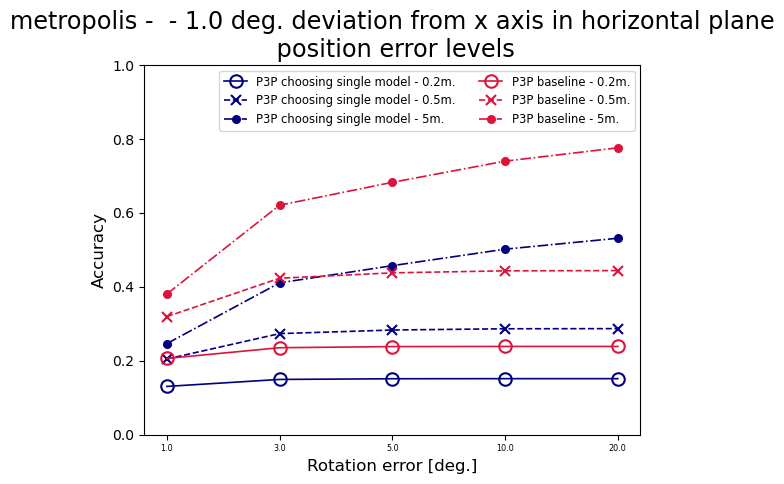 metropolis -  - 1.0 deg. deviation from x axis in horizontal plane
position error levels
P3P choosing single model - 0.2m.
P3P choosing single model - 0.5m.
P3P choosing single model - 5m.
P3P baseline - 0.2m.
P3P baseline - 0.5m.
P3P baseline - 5m.
Accuracy
1.0
0.8
0.6
0.4
0.2
0.0
1.0 3.0 5.0 10.0 20.0
Rotation error [deg.]